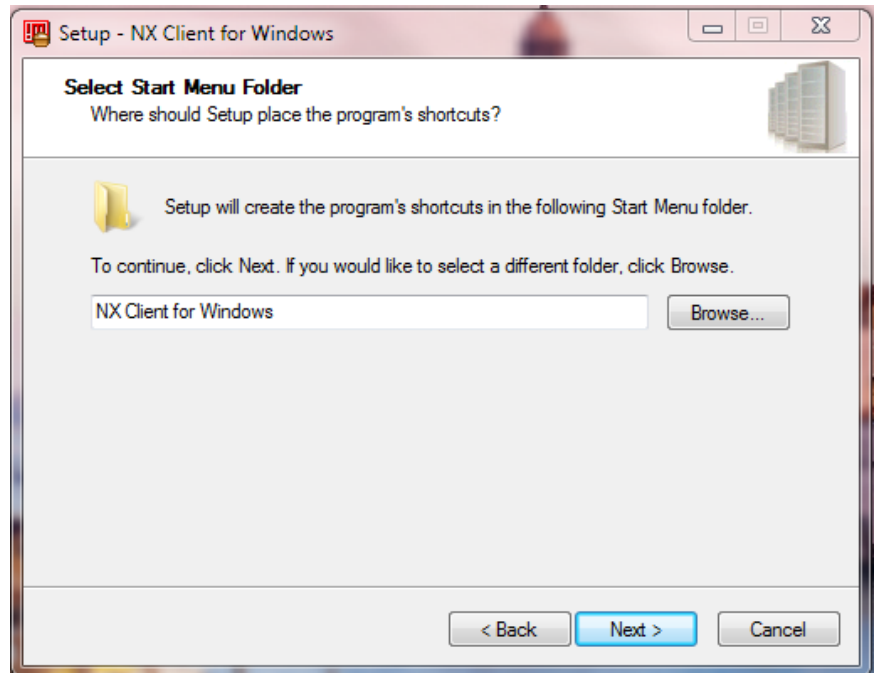 Setup - NX Client for Windows
Select Start Menu Folder
Where should Setup place the program's shortcuts?
Setup will create the program's shortcuts in the following Start Menu folder.
To continue, click Next. If you would like to select a different folder, click Browse.
NX Client for Windows
Browse...
< Back
Next >
Cancel